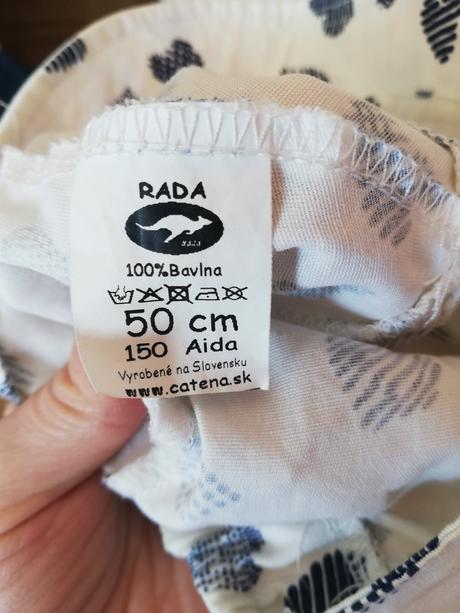 RADA
100%Bavlna
50 cm
150 Aida
Vyrobené na Slovensku
www.catena.sk